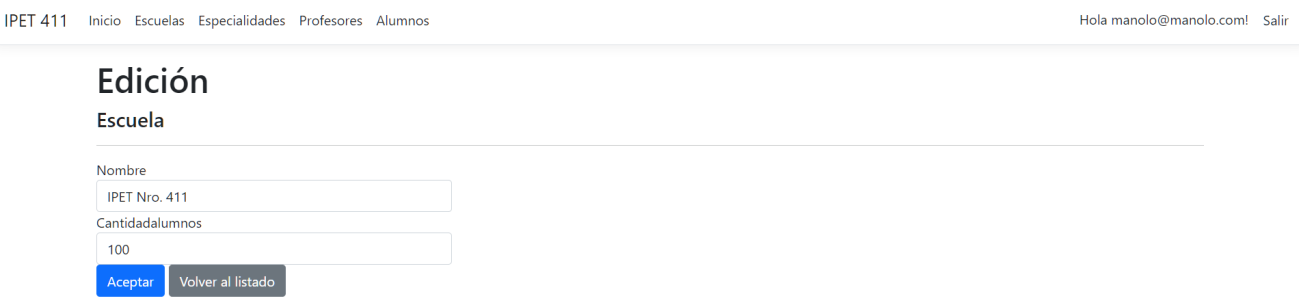 IPET 411 Inicio Escuelas Especialidades Profesores Alumnos Hola manolo@manolo.com! Salir
Edición
Escuela
Nombre
IPET Nro. 411
Cantidadalumnos
100
Aceptar Volver al listado